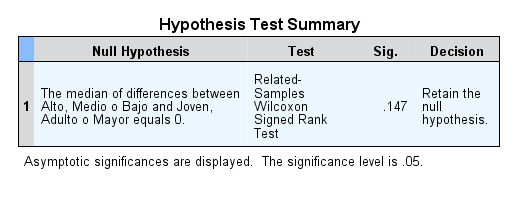 Hypothesis Test Summary
Null Hypothesis Test Sig. Decision
1 The median of differences between Alto, Medio o Bajo and Joven, Adulto o Mayor equals 0. Related-Samples Wilcoxon Signed Rank Test .147 Retain the null hypothesis.
Asymptotic significances are displayed. The significance level is .05.